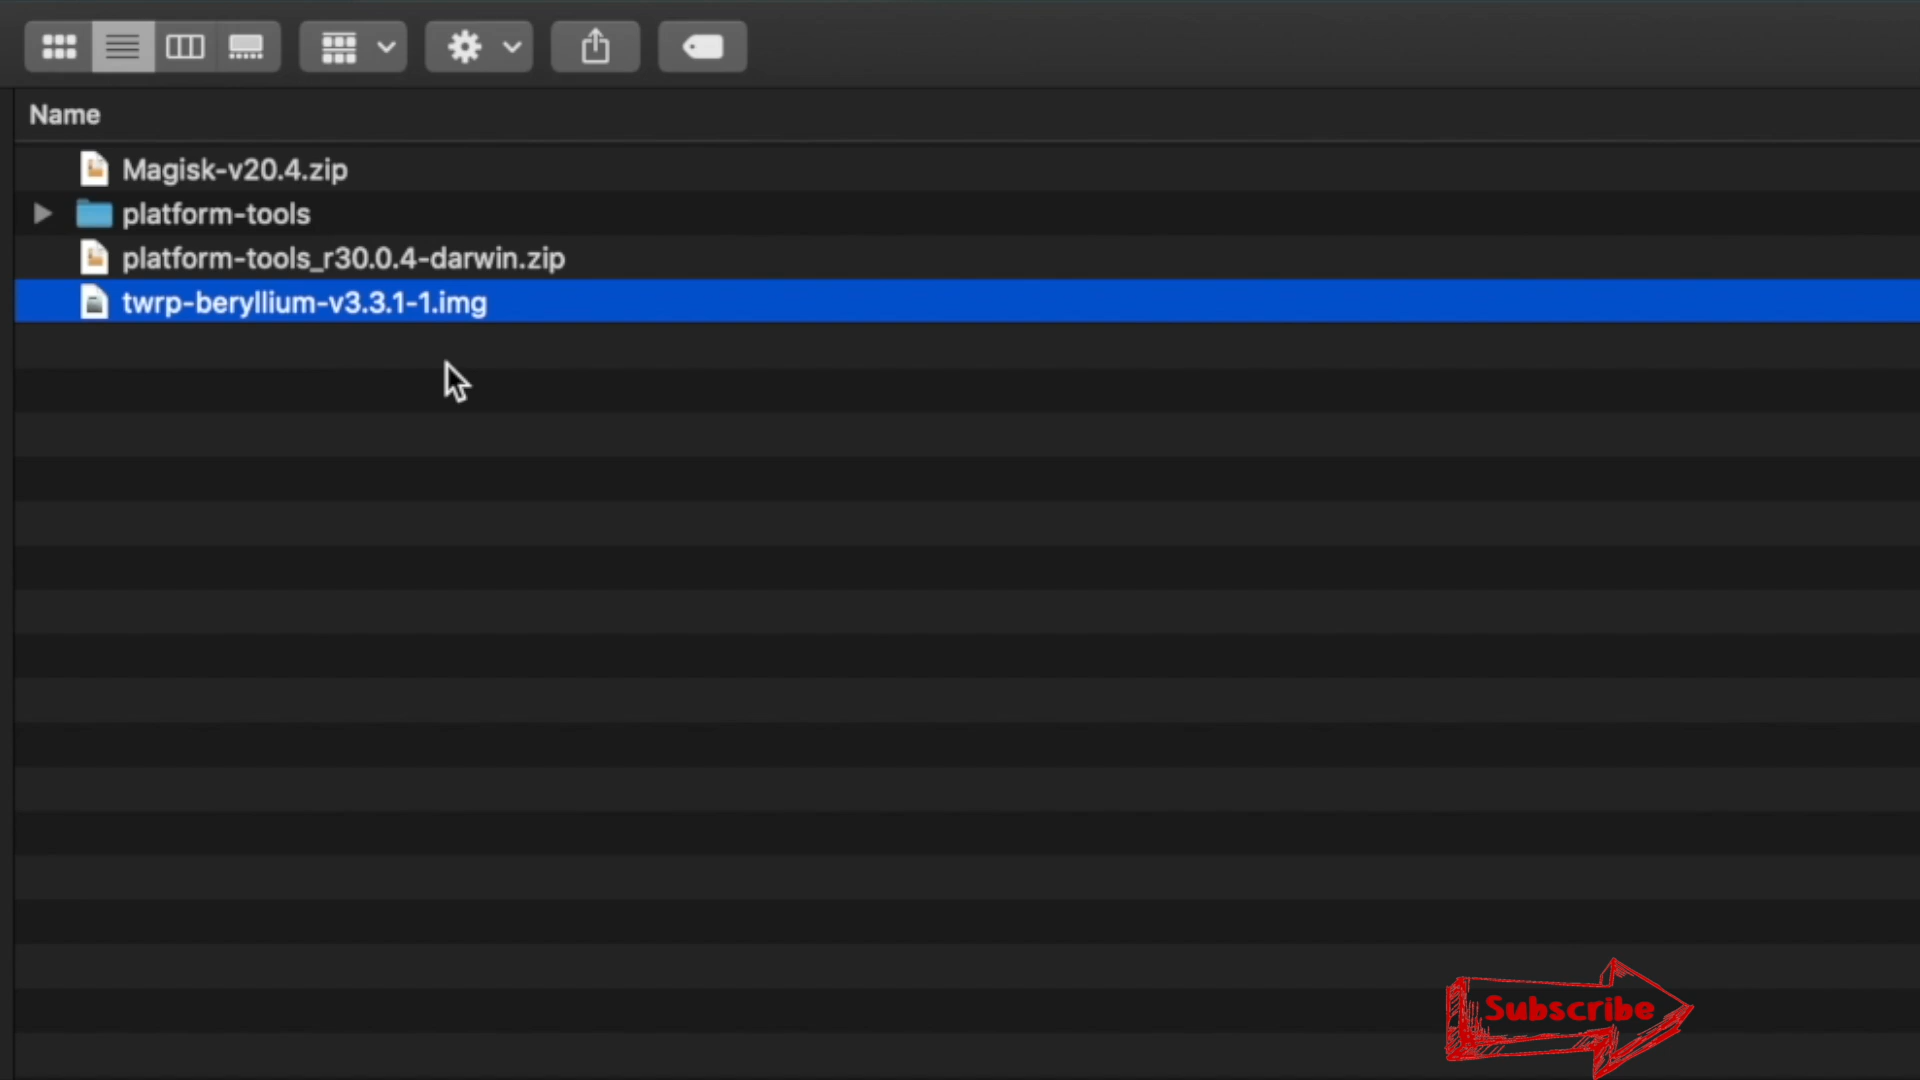 Name
Magisk-v20.4.zip
platform-tools
platform-tools_r30.0.4-darwin.zip
twrp-beryllium-v3.3.1-1.img
Subscribe